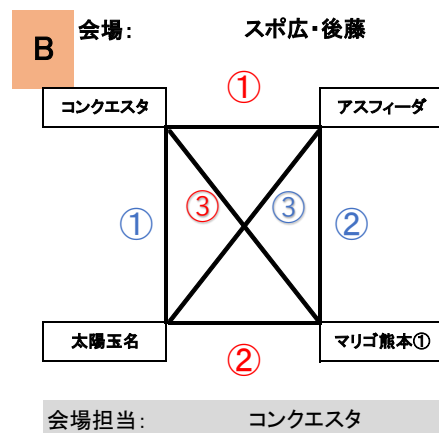 B
会場: スポ広・後藤
①
コンクエスタ アスフィーダ
③ ③
① ②
太陽玉名 マリゴ熊本①
②
会場担当: コンクエスタ